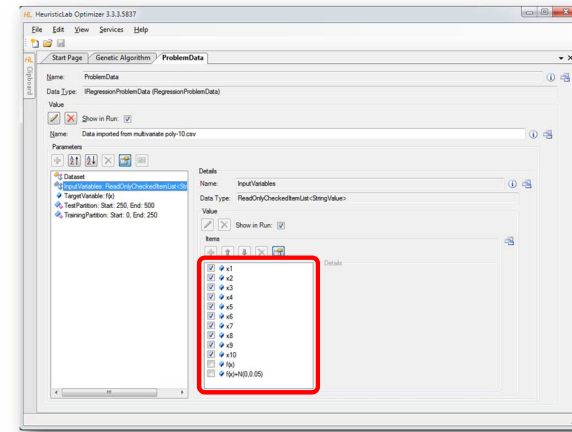 HL HeuristicLab Optimizer 3.3.3.5837
File Edit View Services Help
Start Page Genetic Algorithm ProblemData
Clipboard
Name: ProblemData
Data Type: IRegressionProblemData (RegressionProblemData)
Value
Show in Run:
Name: Data imported from multivariate poly-10.csv
Parameters
Dataset
InputVariables: ReadOnlyCheckedItemList<Stri
TargetVariable: f(x)
TestPartition: Start: 250, End: 500
TrainingPartition: Start: 0, End: 250
Details
Name: InputVariables
Data Type: ReadOnlyCheckedItemList<StringValue>
Value
Show in Run:
Items
Details
x1
x2
x3
x4
x5
x6
x7
x8
x9
x10
f(x)
f(x)+N(0,0.05)